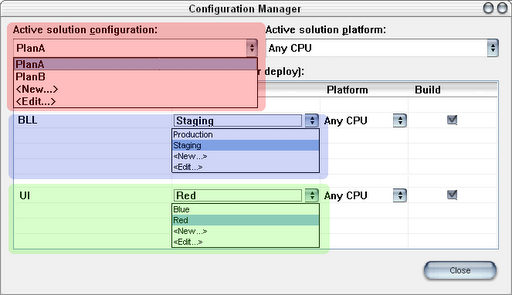 Configuration Manager
Active solution configuration:
Active solution platform:
PlanA
Any CPU
PlanA
PlanB
<New...>
<Edit...>
r deploy):
Platform
Build
BLL
Staging
Any CPU
Production
Staging
<New...>
<Edit...>
UI
Red
Any CPU
Blue
Red
<New...>
<Edit...>
Close